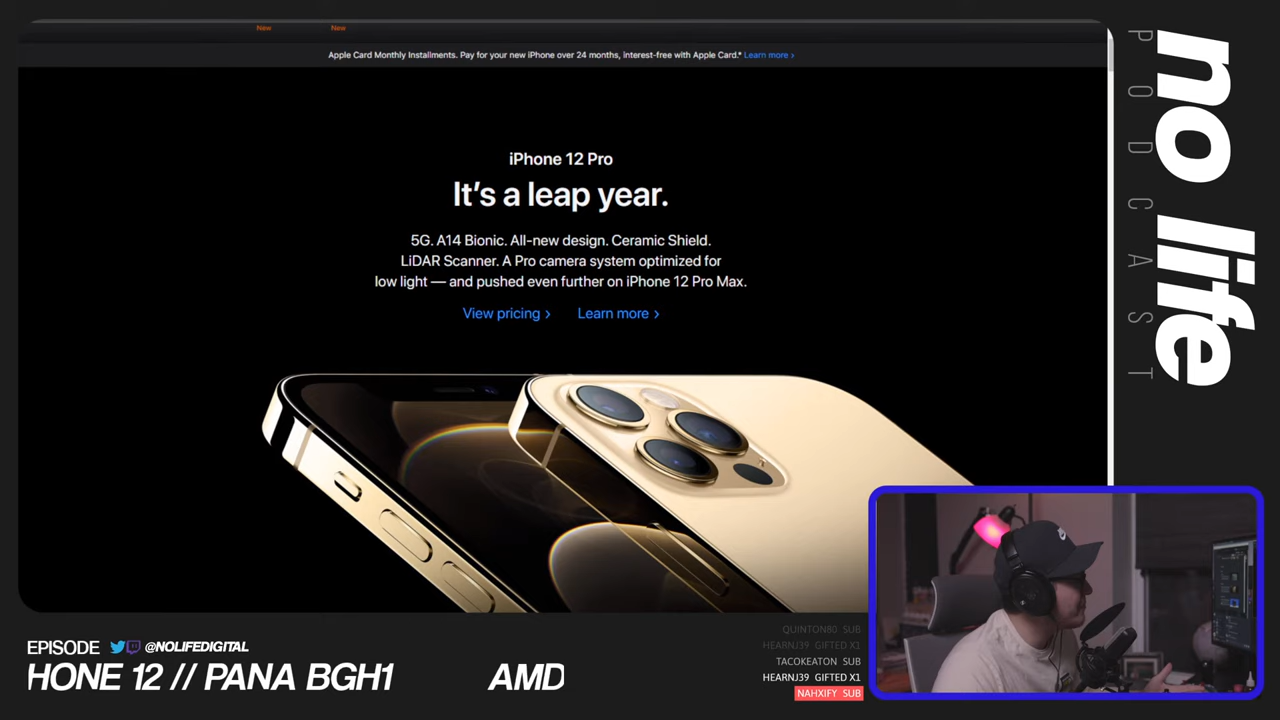 New New
Apple Card Monthly Installments. Pay for your new iPhone over 24 months, interest-free with Apple Card.* Learn more >
iPhone 12 Pro
It's a leap year.
5G. A14 Bionic. All-new design. Ceramic Shield.
LiDAR Scanner. A Pro camera system optimized for
low light — and pushed even further on iPhone 12 Pro Max.
View pricing > Learn more >
no life
PODCAST
EPISODE @NOLIFEDIGITAL
HONE 12 // PANA BGH1 AMD
QUINTON80 SUB
HEARNJ39 GIFTED X1
TACOKEATON SUB
HEARNJ39 GIFTED X1
NAHXIFY SUB